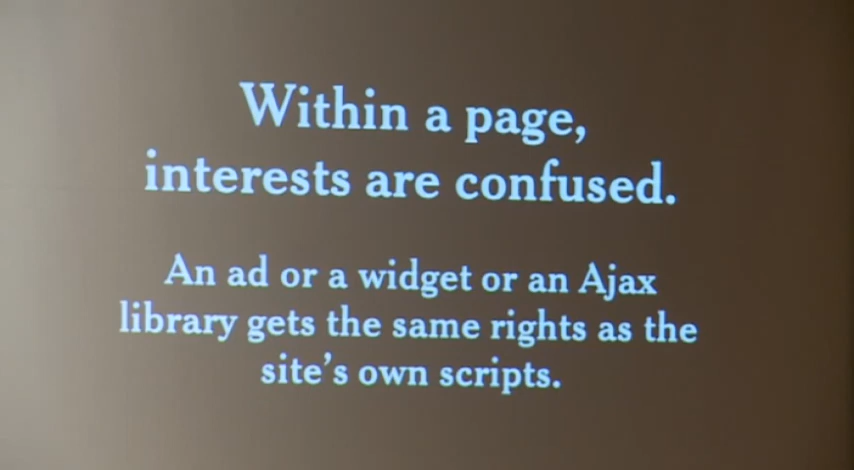 Within a page,
interests are confused.
An ad or a widget or an Ajax
library gets the same rights as the
site’s own scripts.